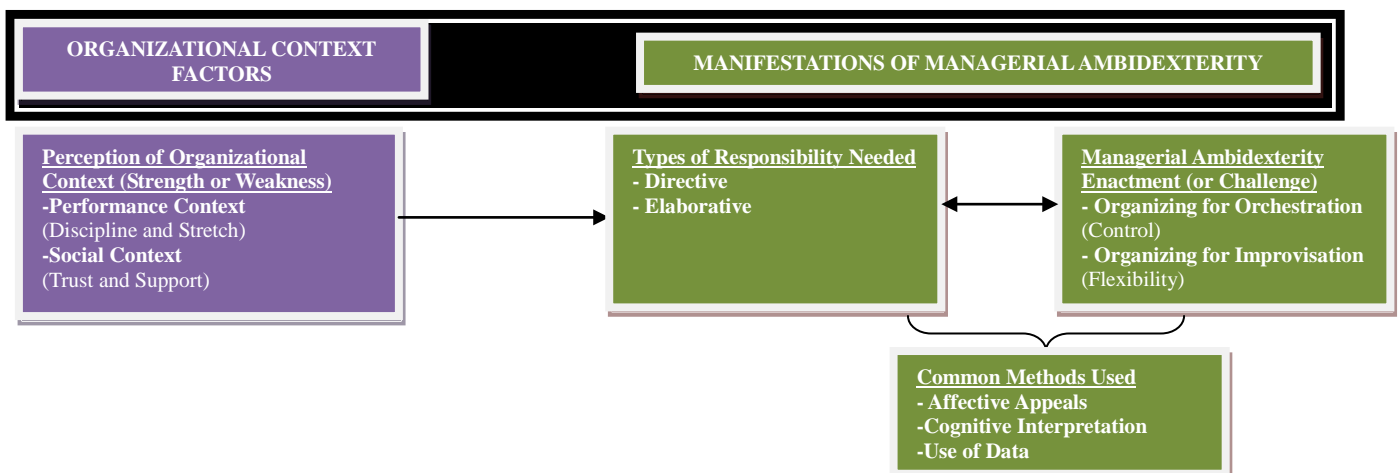 ORGANIZATIONAL CONTEXT
FACTORS
MANIFESTATIONS OF MANAGERIAL AMBIDEXTERITY
Perception of Organizational
Context (Strength or Weakness)
-Performance Context
(Discipline and Stretch)
-Social Context
(Trust and Support)
Types of Responsibility Needed
- Directive
- Elaborative
Managerial Ambidexterity
Enactment (or Challenge)
- Organizing for Orchestration
(Control)
- Organizing for Improvisation
(Flexibility)
Common Methods Used
- Affective Appeals
-Cognitive Interpretation
- Use of Data